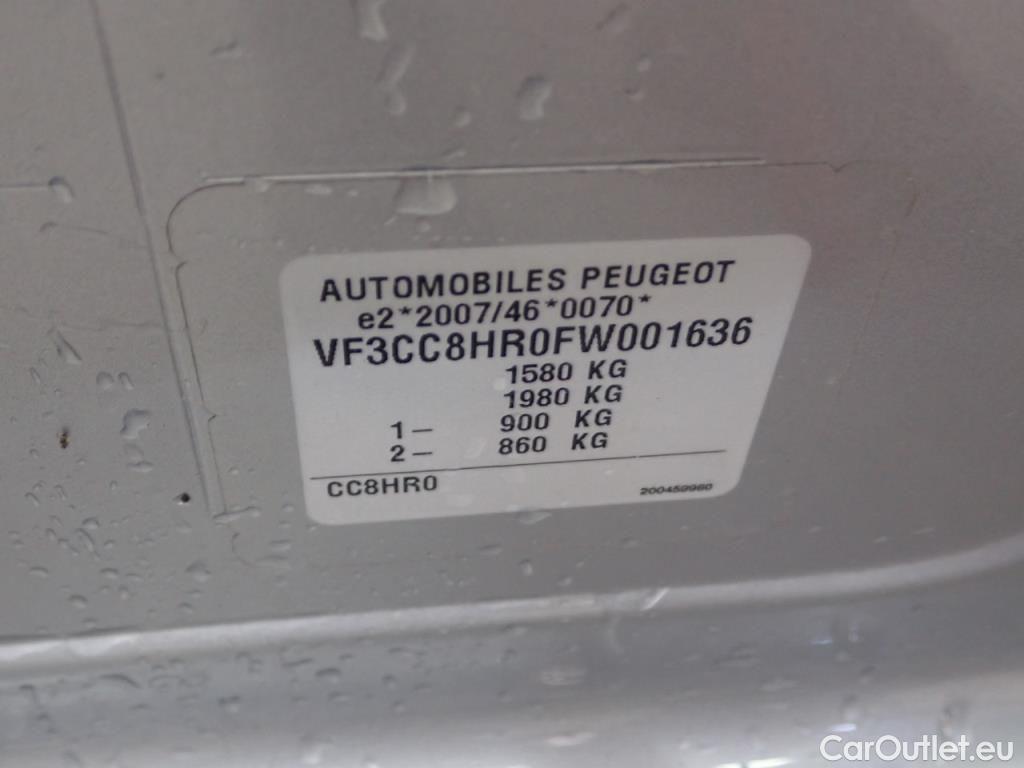 AUTOMOBILES PEUGEOT
e2*2007/46*0070*
VF3CC8HR0FW001636
1580 KG
1980 KG
1– 900 KG
2– 860 KG
CC8HR0 200459960
CarOutlet.eu